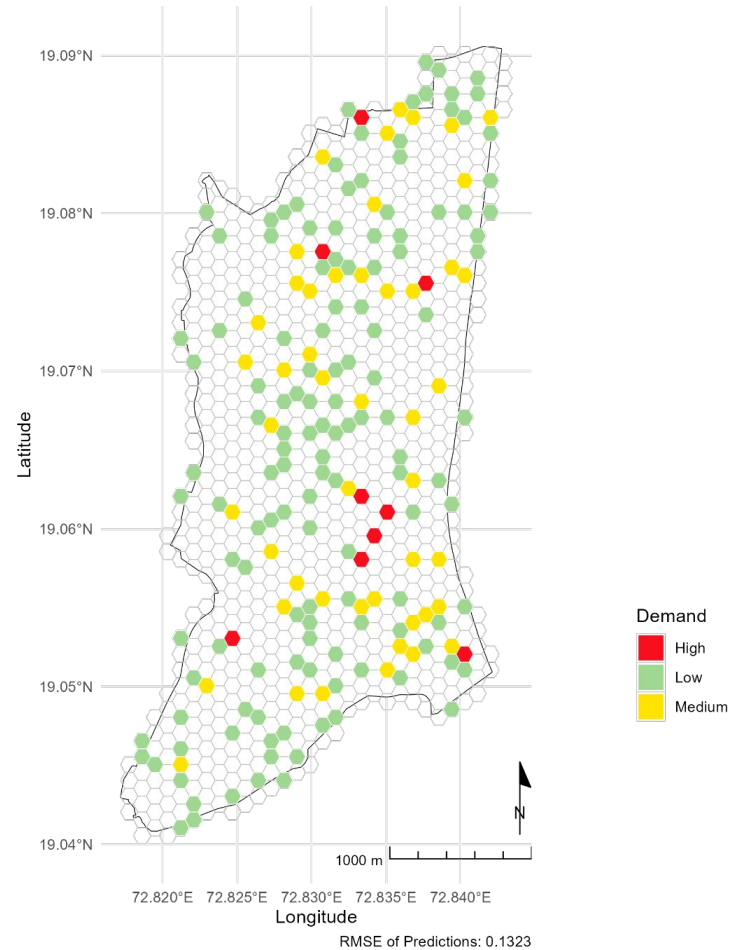 19.09°N
19.08°N
19.07°N
19.06°N
19.05°N
19.04°N
Latitude
72.820°E 72.825°E 72.830°E 72.835°E 72.840°E
Longitude
Demand
High
Low
Medium
N
1000 m
RMSE of Predictions: 0.1323